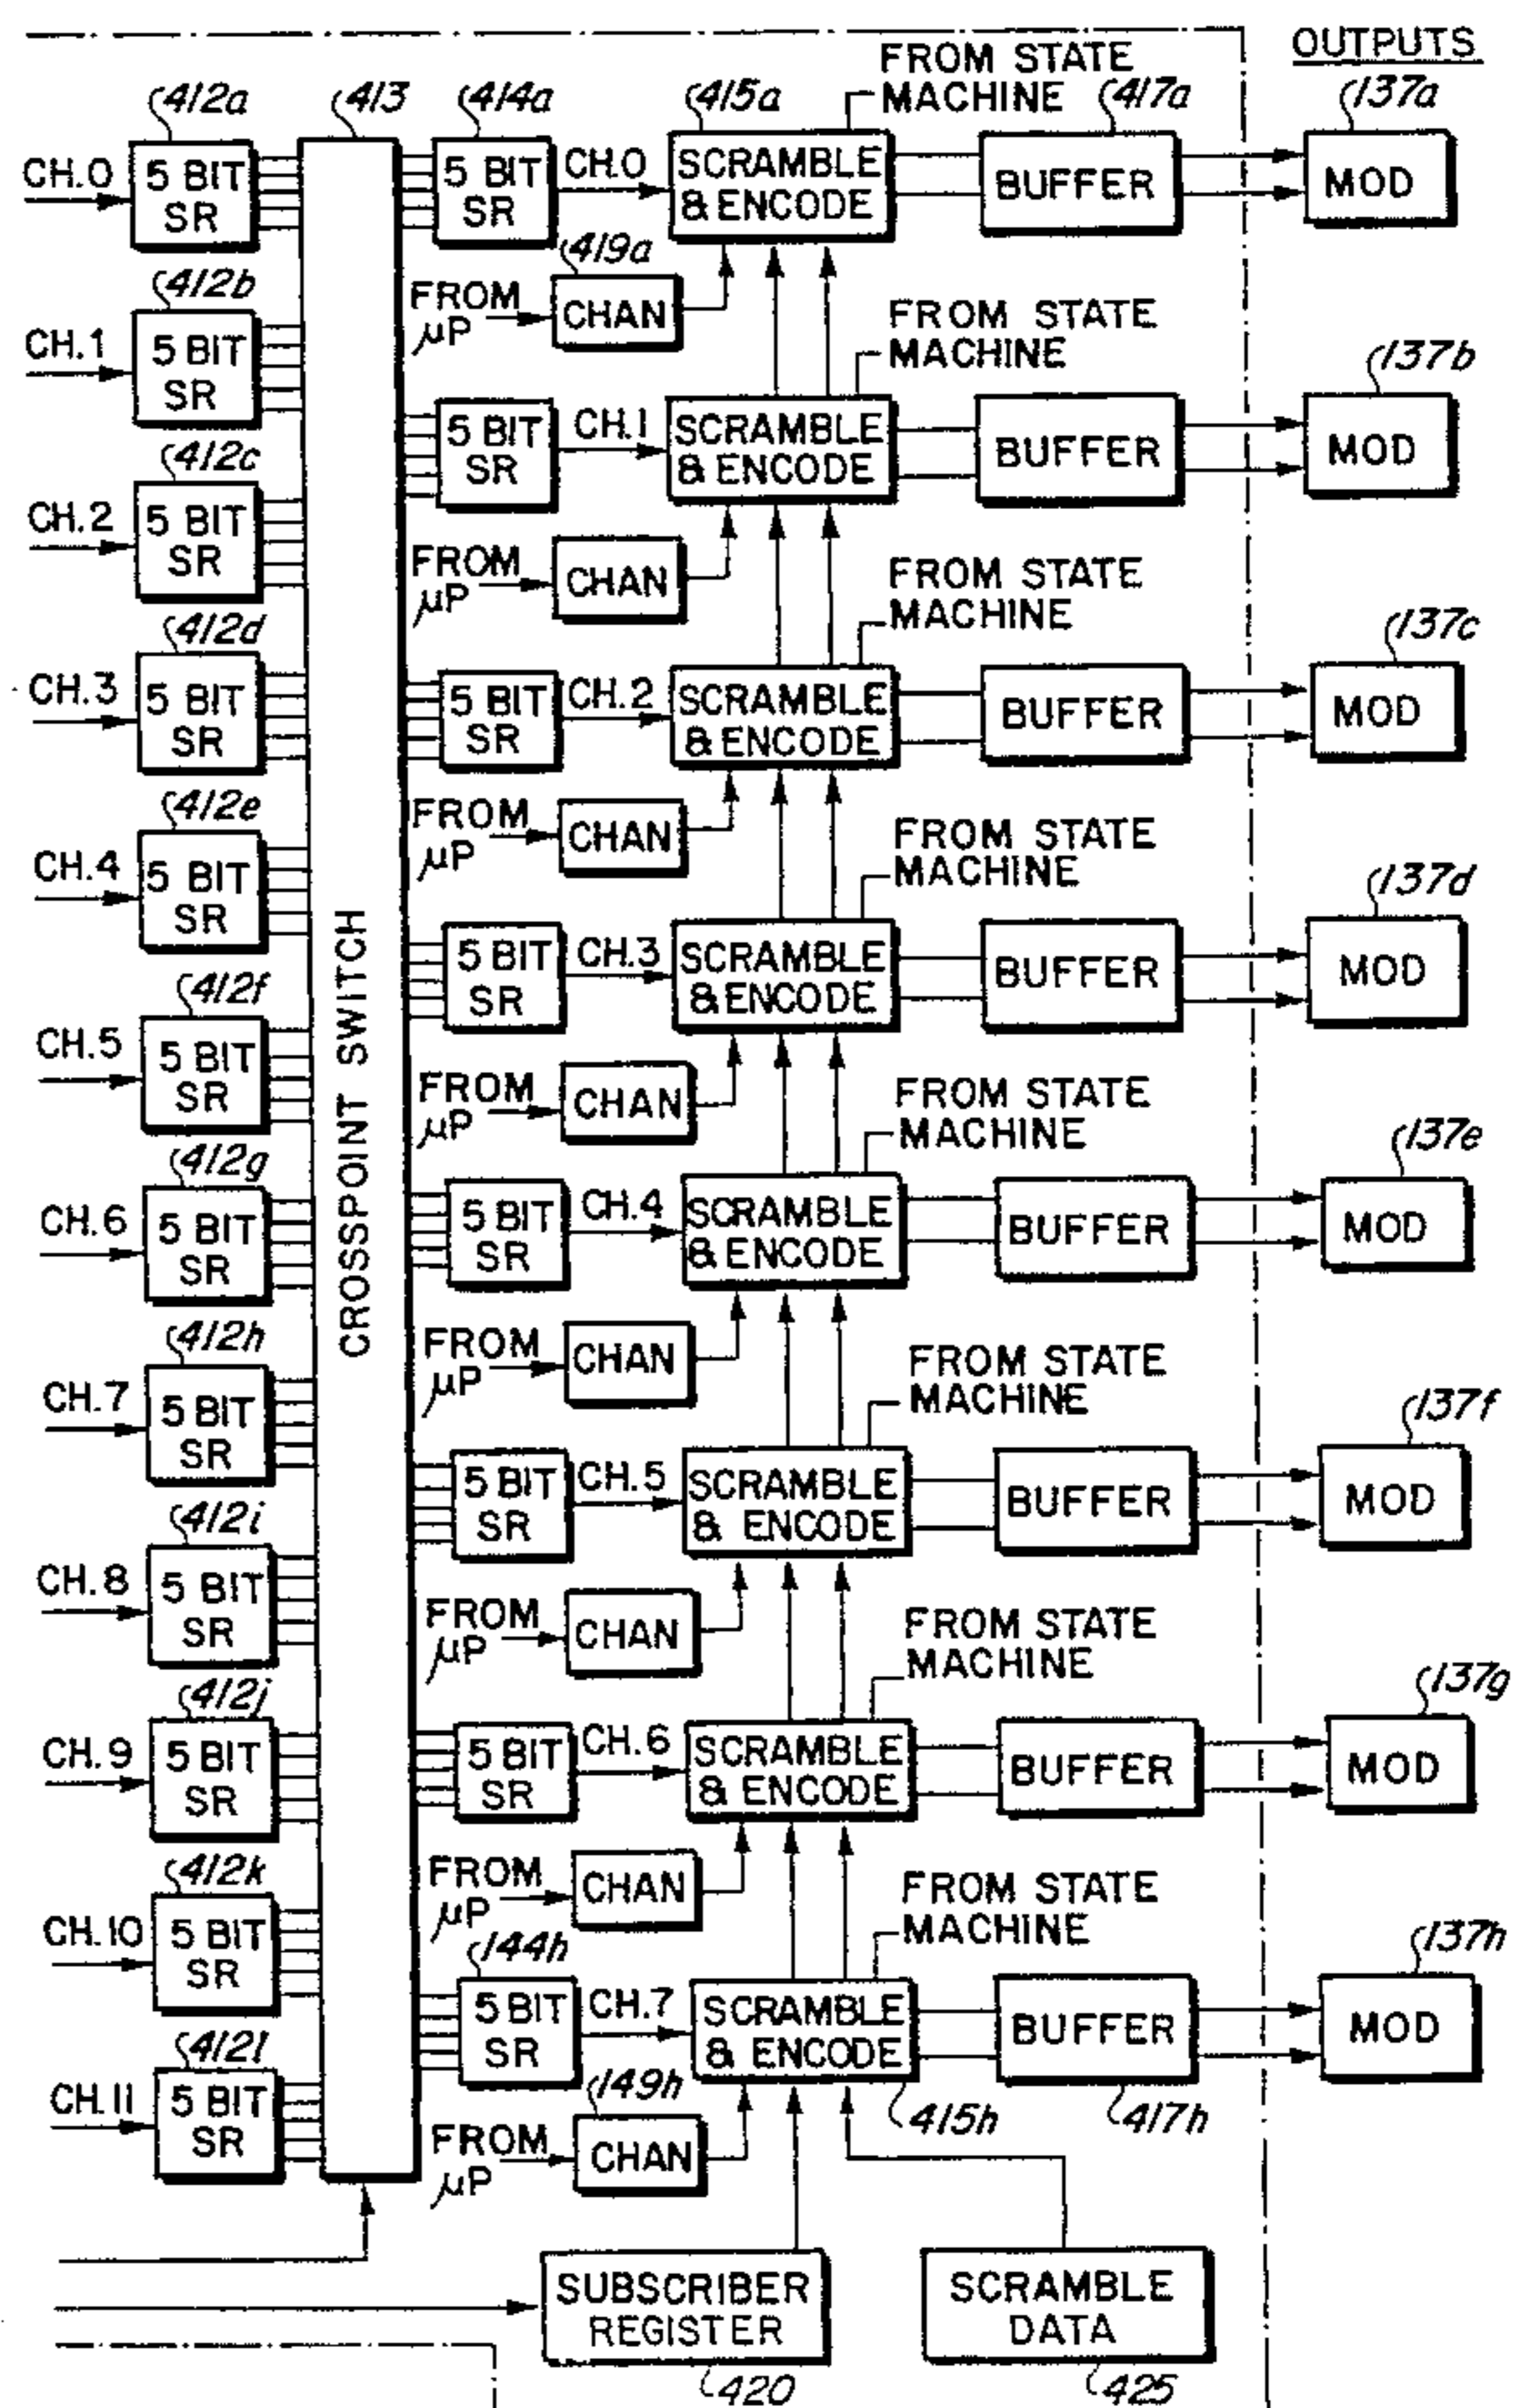 OUTPUTS
FROM STATE
MACHINE
412a
413
414a
415a
417a
137a
CH.0
5 BIT
SR
5 BIT
SR
CH.0
SCRAMBLE
& ENCODE
BUFFER
MOD
419a
FROM
µP
CHAN
412b
CH.1
5 BIT
SR
FROM STATE
MACHINE
137b
5 BIT
SR
CH.1
SCRAMBLE
& ENCODE
BUFFER
MOD
412c
CH.2
5 BIT
SR
FROM
µP
CHAN
FROM STATE
MACHINE
412d
CH.3
5 BIT
SR
137c
5 BIT
SR
CH.2
SCRAMBLE
& ENCODE
BUFFER
MOD
412e
CH.4
5 BIT
SR
FROM
µP
CHAN
FROM STATE
MACHINE
137d
CROSSPOINT SWITCH
5 BIT
SR
CH.3
SCRAMBLE
& ENCODE
BUFFER
MOD
412f
CH.5
5 BIT
SR
FROM
µP
CHAN
FROM STATE
MACHINE
137e
412g
CH.6
5 BIT
SR
5 BIT
SR
CH.4
SCRAMBLE
& ENCODE
BUFFER
MOD
412h
CH.7
5 BIT
SR
FROM
µP
CHAN
FROM STATE
MACHINE
137f
5 BIT
SR
CH.5
SCRAMBLE
& ENCODE
BUFFER
MOD
412i
CH.8
5 BIT
SR
FROM
µP
CHAN
FROM STATE
MACHINE
137g
412j
CH.9
5 BIT
SR
5 BIT
SR
CH.6
SCRAMBLE
& ENCODE
BUFFER
MOD
412k
CH.10
5 BIT
SR
FROM
µP
CHAN
FROM STATE
MACHINE
137h
144h
5 BIT
SR
CH.7
SCRAMBLE
& ENCODE
BUFFER
MOD
412l
CH.11
5 BIT
SR
149h
FROM
µP
CHAN
415h
417h
SUBSCRIBER
REGISTER
SCRAMBLE
DATA
420
425